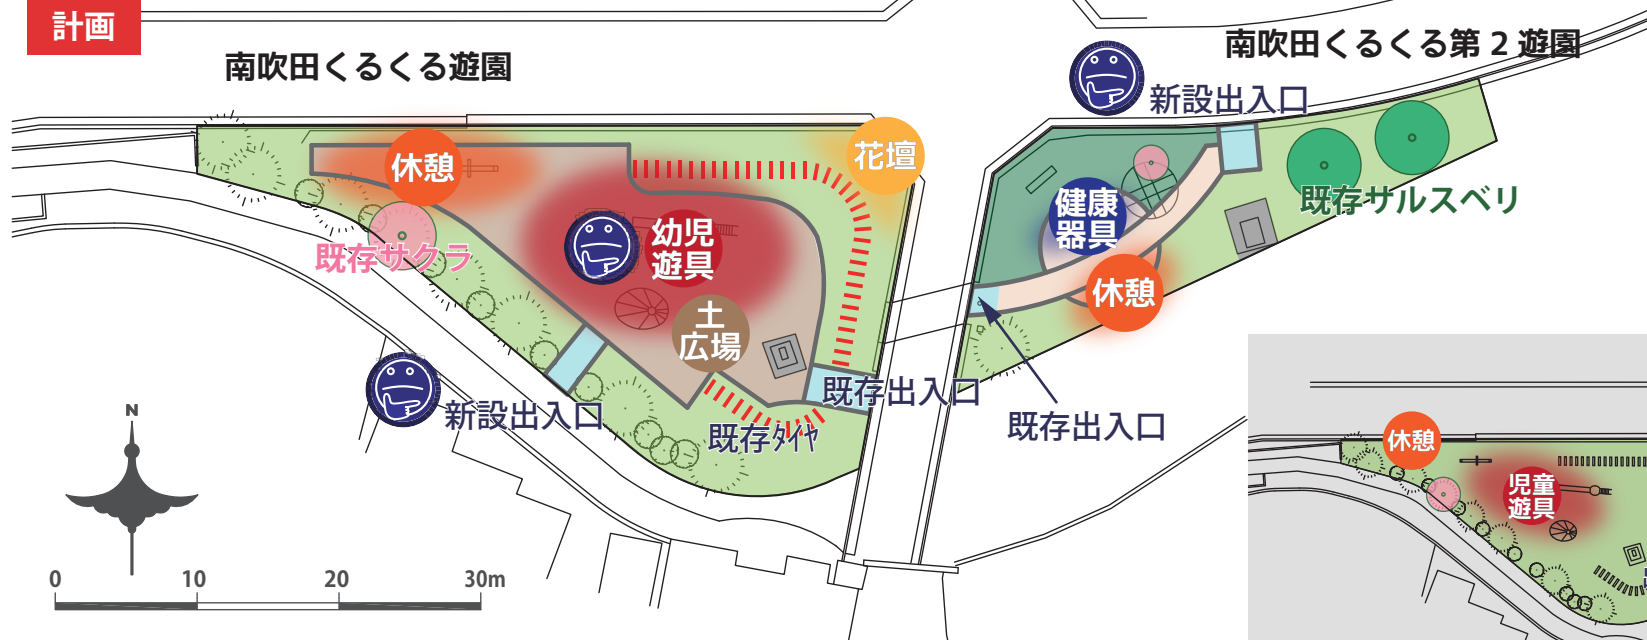 計画
南吹田くるくる遊園
南吹田くるくる第2遊園
新設出入口
花壇
休憩
既存サクラ
幼児
遊具
土
広場
健康
器具
休憩
既存サルスベリ
新設出入口
既存出入口
既存ﾀｲﾔ
既存出入口
N
0 10 20 30m
休憩
児童
遊具